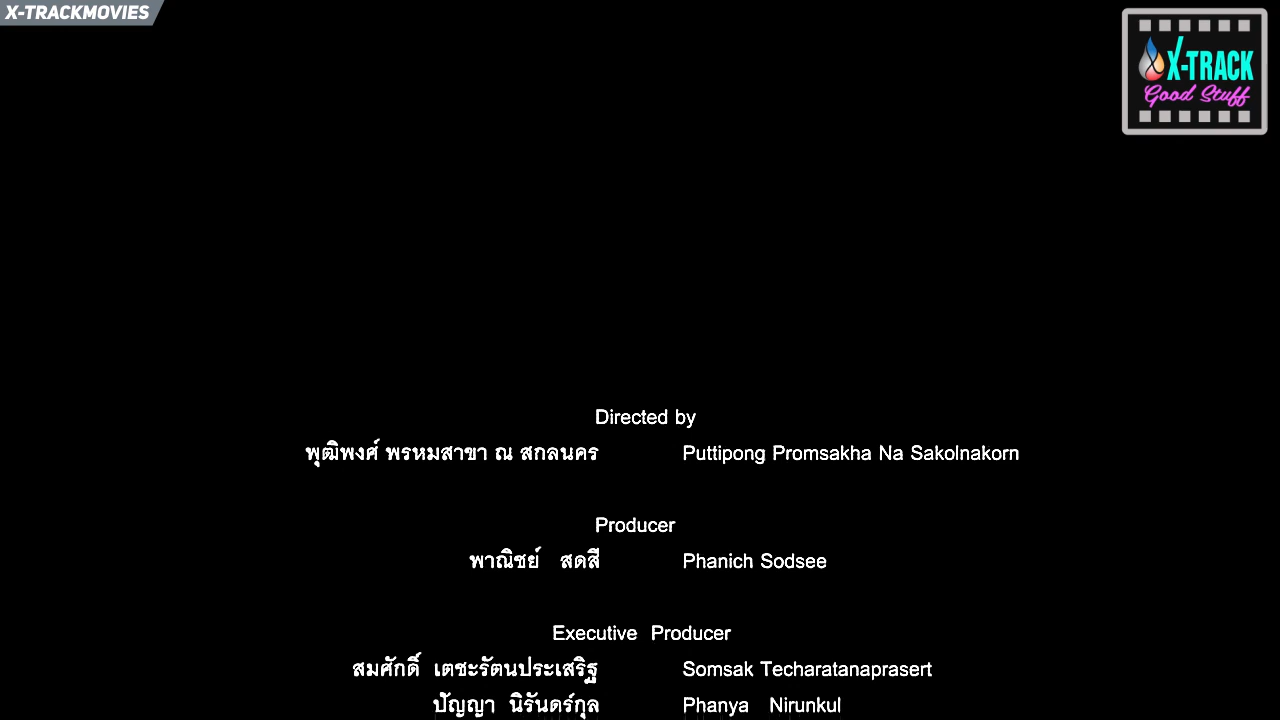 X-TRACKMOVIES
X-TRACK
Good Stuff
Directed by
พุฒิพงศ์ พรหมสาขา ณ สกลนคร Puttipong Promsakha Na Sakolnakorn
Producer
พาณิชย์ สดสี Phanich Sodsee
Executive Producer
สมศักดิ์ เตชะรัตนประเสริฐ Somsak Techaratanaprasert
ปัญญา นิรันดร์กุล Phanya Nirunkul